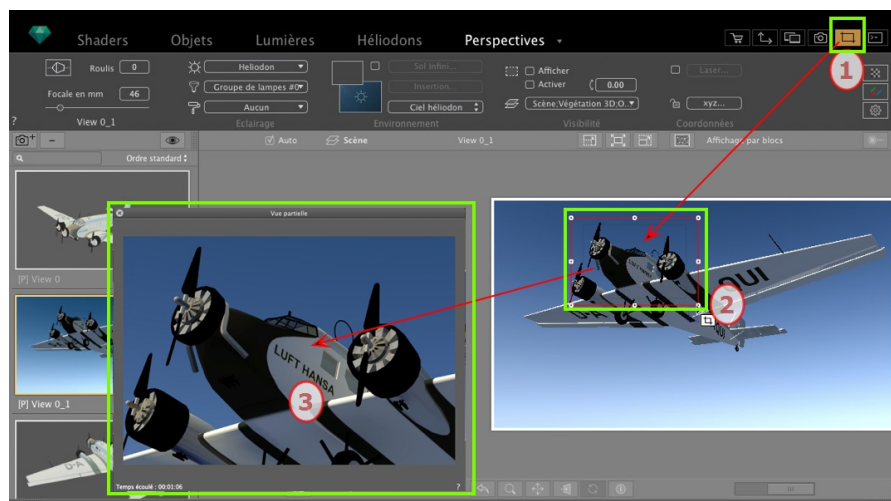 Shaders Objets Lumières Héliodons Perspectives
1
Roulis 0
Focale en mm 46
? View 0_1
Heliodon
Groupe de lampes #0
Aucun
Eclairage
Sol Infini...
Insertion...
Ciel héliodon
Environnement
Afficher
Activer 0.00
Scène:Végétation 3D:O..
Visibilité
Laser...
xyz...
Coordonnées
Auto Scène View 0_1 Affichage par blocs
Ordre standard
[P] View 0
[P] View 0_1
D-A
Vue partielle
LUFT HANSA
3
Temps écoulé : 00:01:06 ?
QUI
2
QUI